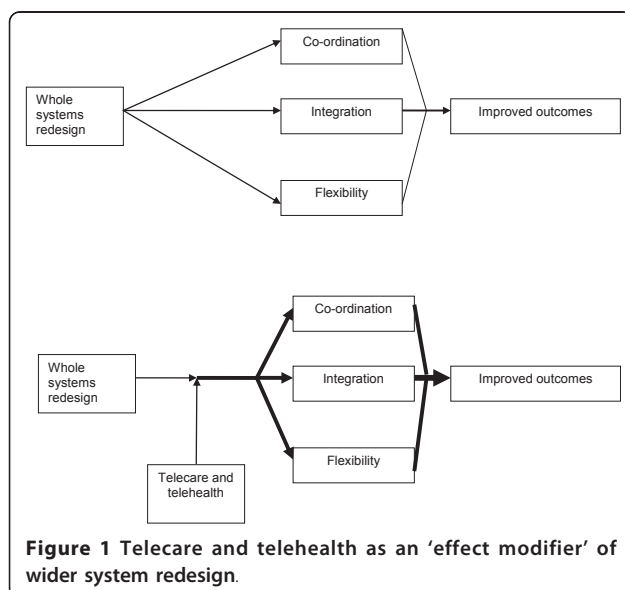 Co-ordination
Whole
systems
redesign
Integration
Improved outcomes
Flexibility
Co-ordination
Whole
systems
redesign
Integration
Improved outcomes
Flexibility
Telecare and
telehealth
Figure 1 Telecare and telehealth as an ‘effect modifier’ of
wider system redesign.